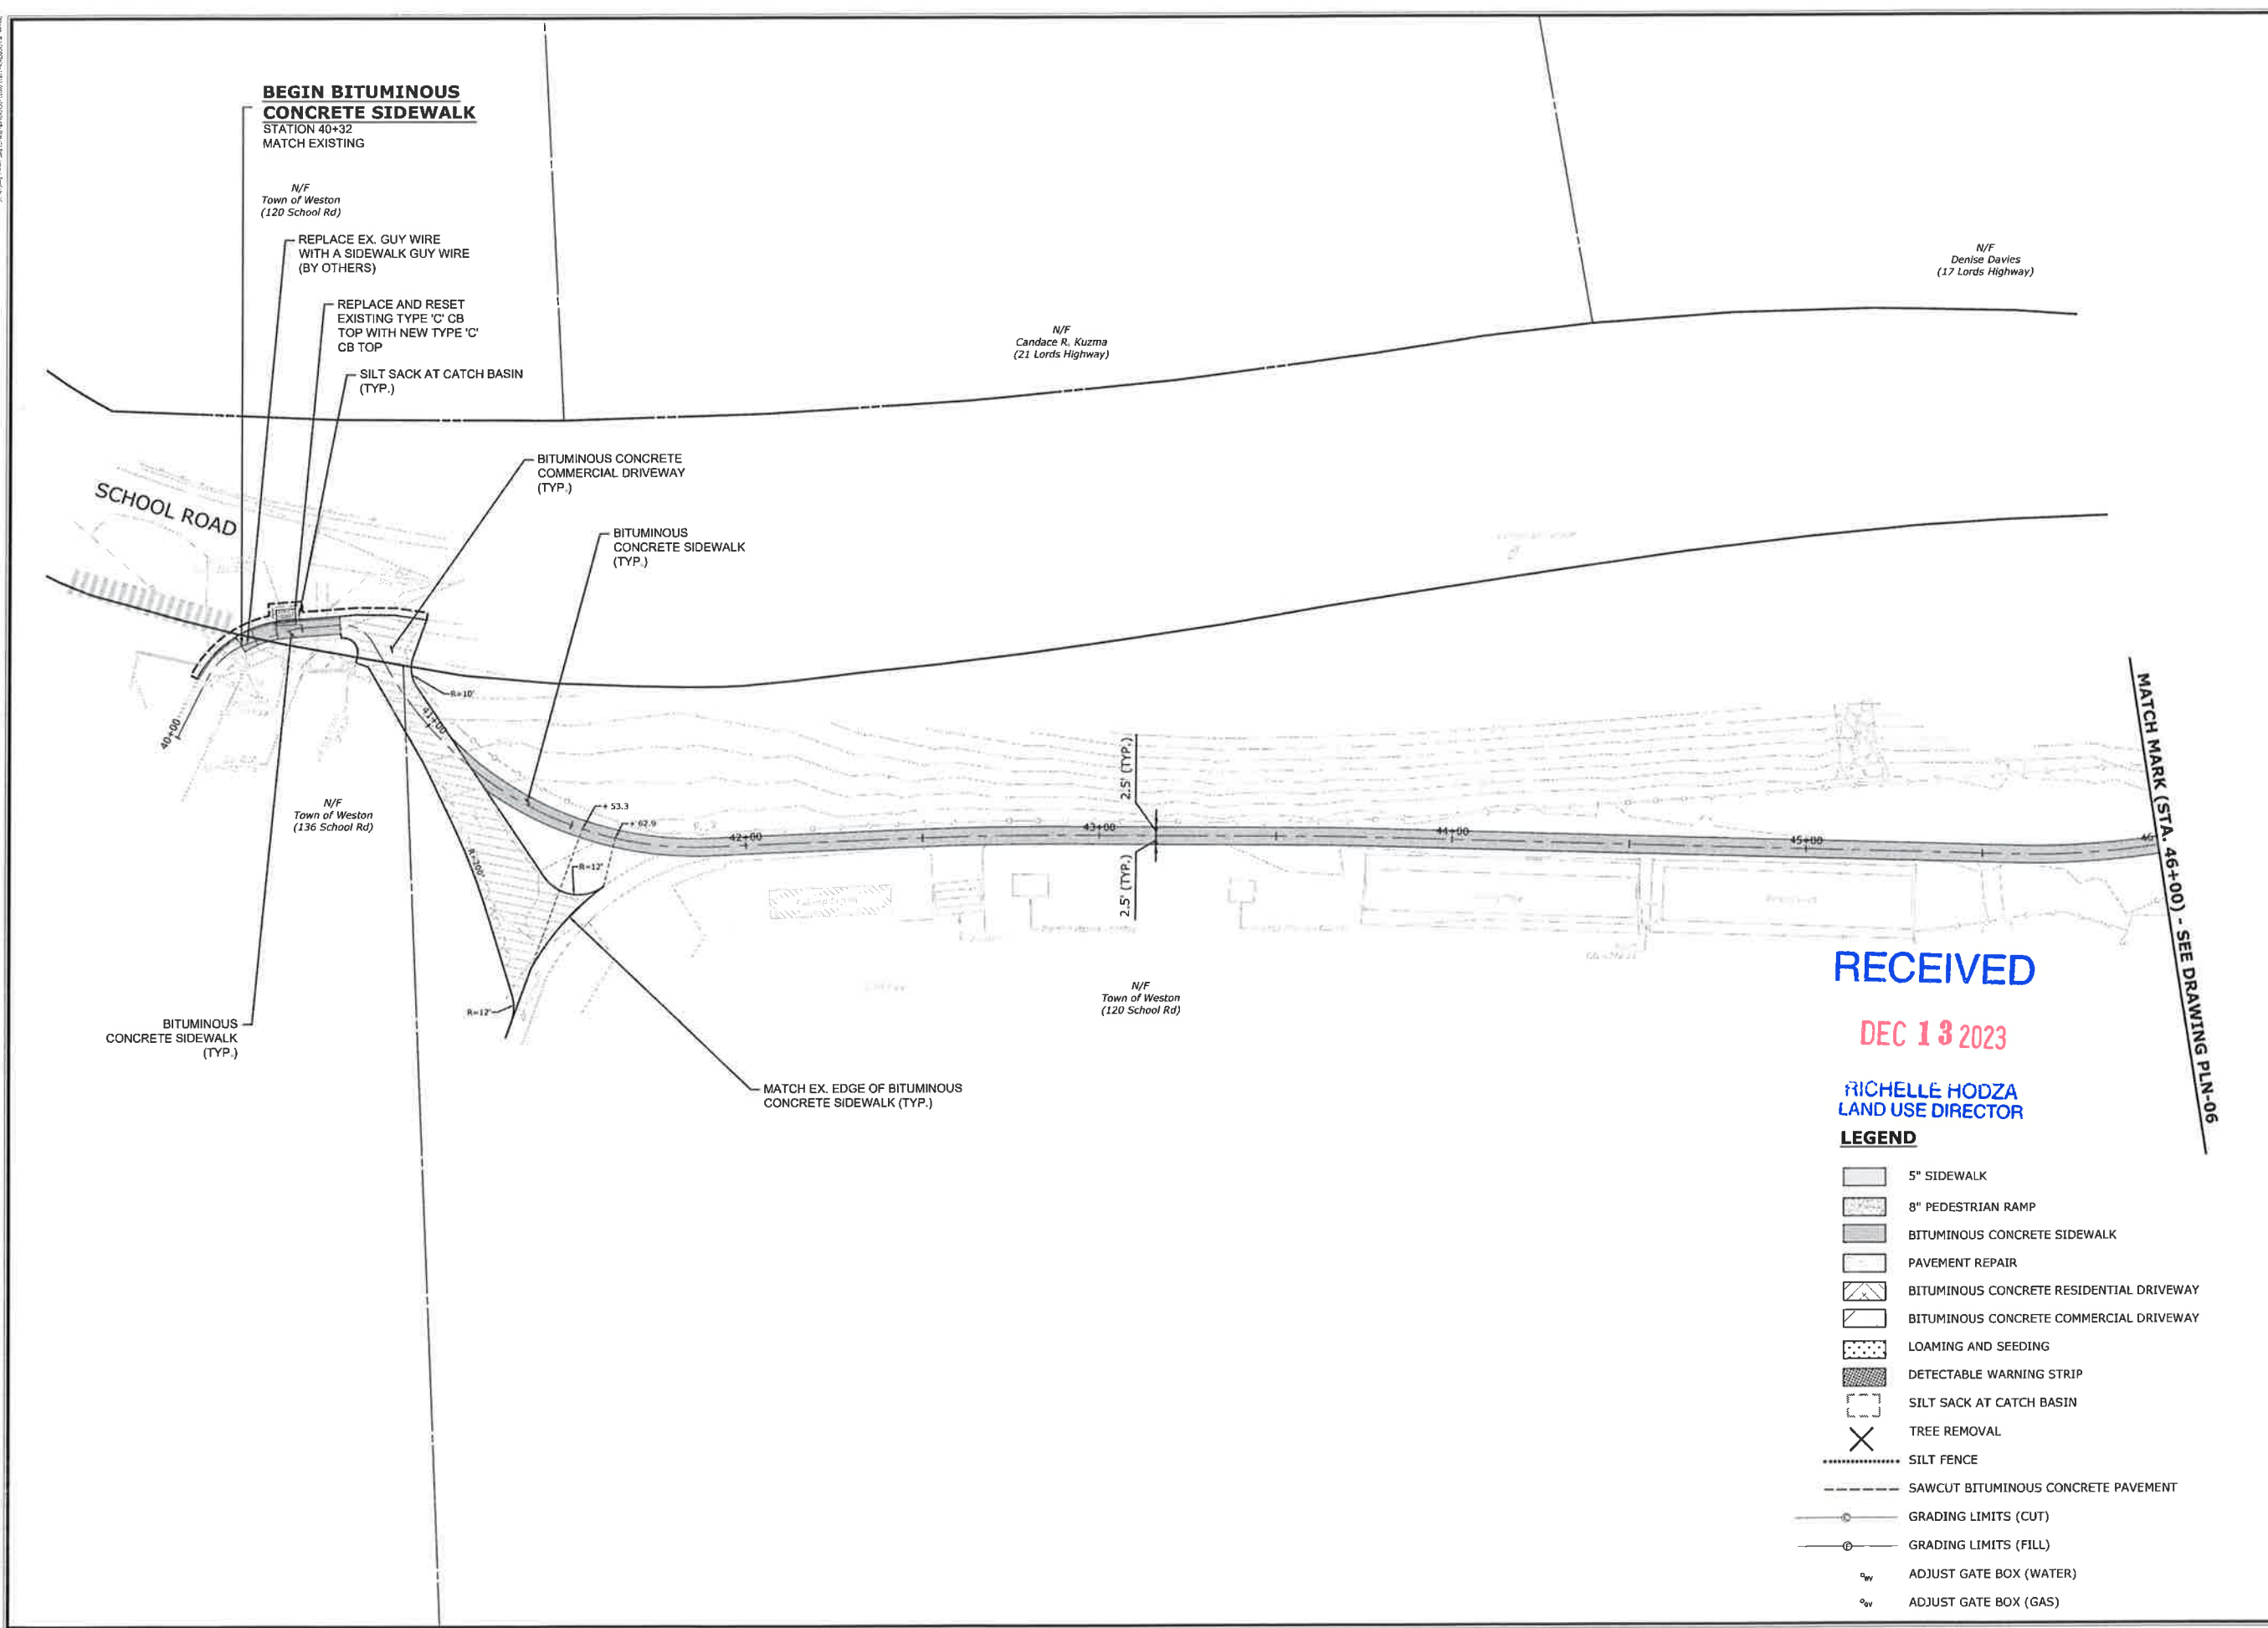 BEGIN BITUMINOUS
CONCRETE SIDEWALK
STATION 40+32
MATCH EXISTING
N/F
Town of Weston
(120 School Rd)
REPLACE EX. GUY WIRE
WITH A SIDEWALK GUY WIRE
(BY OTHERS)
REPLACE AND RESET
EXISTING TYPE 'C' CB
TOP WITH NEW TYPE 'C'
CB TOP
SILT SACK AT CATCH BASIN
(TYP.)
N/F
Denise Davies
(17 Lords Highway)
N/F
Candace R. Kuzma
(21 Lords Highway)
BITUMINOUS CONCRETE
COMMERCIAL DRIVEWAY
(TYP.)
BITUMINOUS
CONCRETE SIDEWALK
(TYP.)
SCHOOL ROAD
40+00
R=10'
41+00
N/F
Town of Weston
(136 School Rd)
+ 53.3
+ 62.9
R=12'
R=200'
R=12'
42+00
43+00
44+00
45+00
46
2.5' (TYP.)
2.5' (TYP.)
MATCH MARK (STA. 46+00) - SEE DRAWING PLN-06
BITUMINOUS
CONCRETE SIDEWALK
(TYP.)
MATCH EX. EDGE OF BITUMINOUS
CONCRETE SIDEWALK (TYP.)
N/F
Town of Weston
(120 School Rd)
RECEIVED
DEC 13 2023
RICHELLE HODZA
LAND USE DIRECTOR
LEGEND
5" SIDEWALK
8" PEDESTRIAN RAMP
BITUMINOUS CONCRETE SIDEWALK
PAVEMENT REPAIR
BITUMINOUS CONCRETE RESIDENTIAL DRIVEWAY
BITUMINOUS CONCRETE COMMERCIAL DRIVEWAY
LOAMING AND SEEDING
DETECTABLE WARNING STRIP
SILT SACK AT CATCH BASIN
TREE REMOVAL
SILT FENCE
SAWCUT BITUMINOUS CONCRETE PAVEMENT
GRADING LIMITS (CUT)
GRADING LIMITS (FILL)
ADJUST GATE BOX (WATER)
ADJUST GATE BOX (GAS)